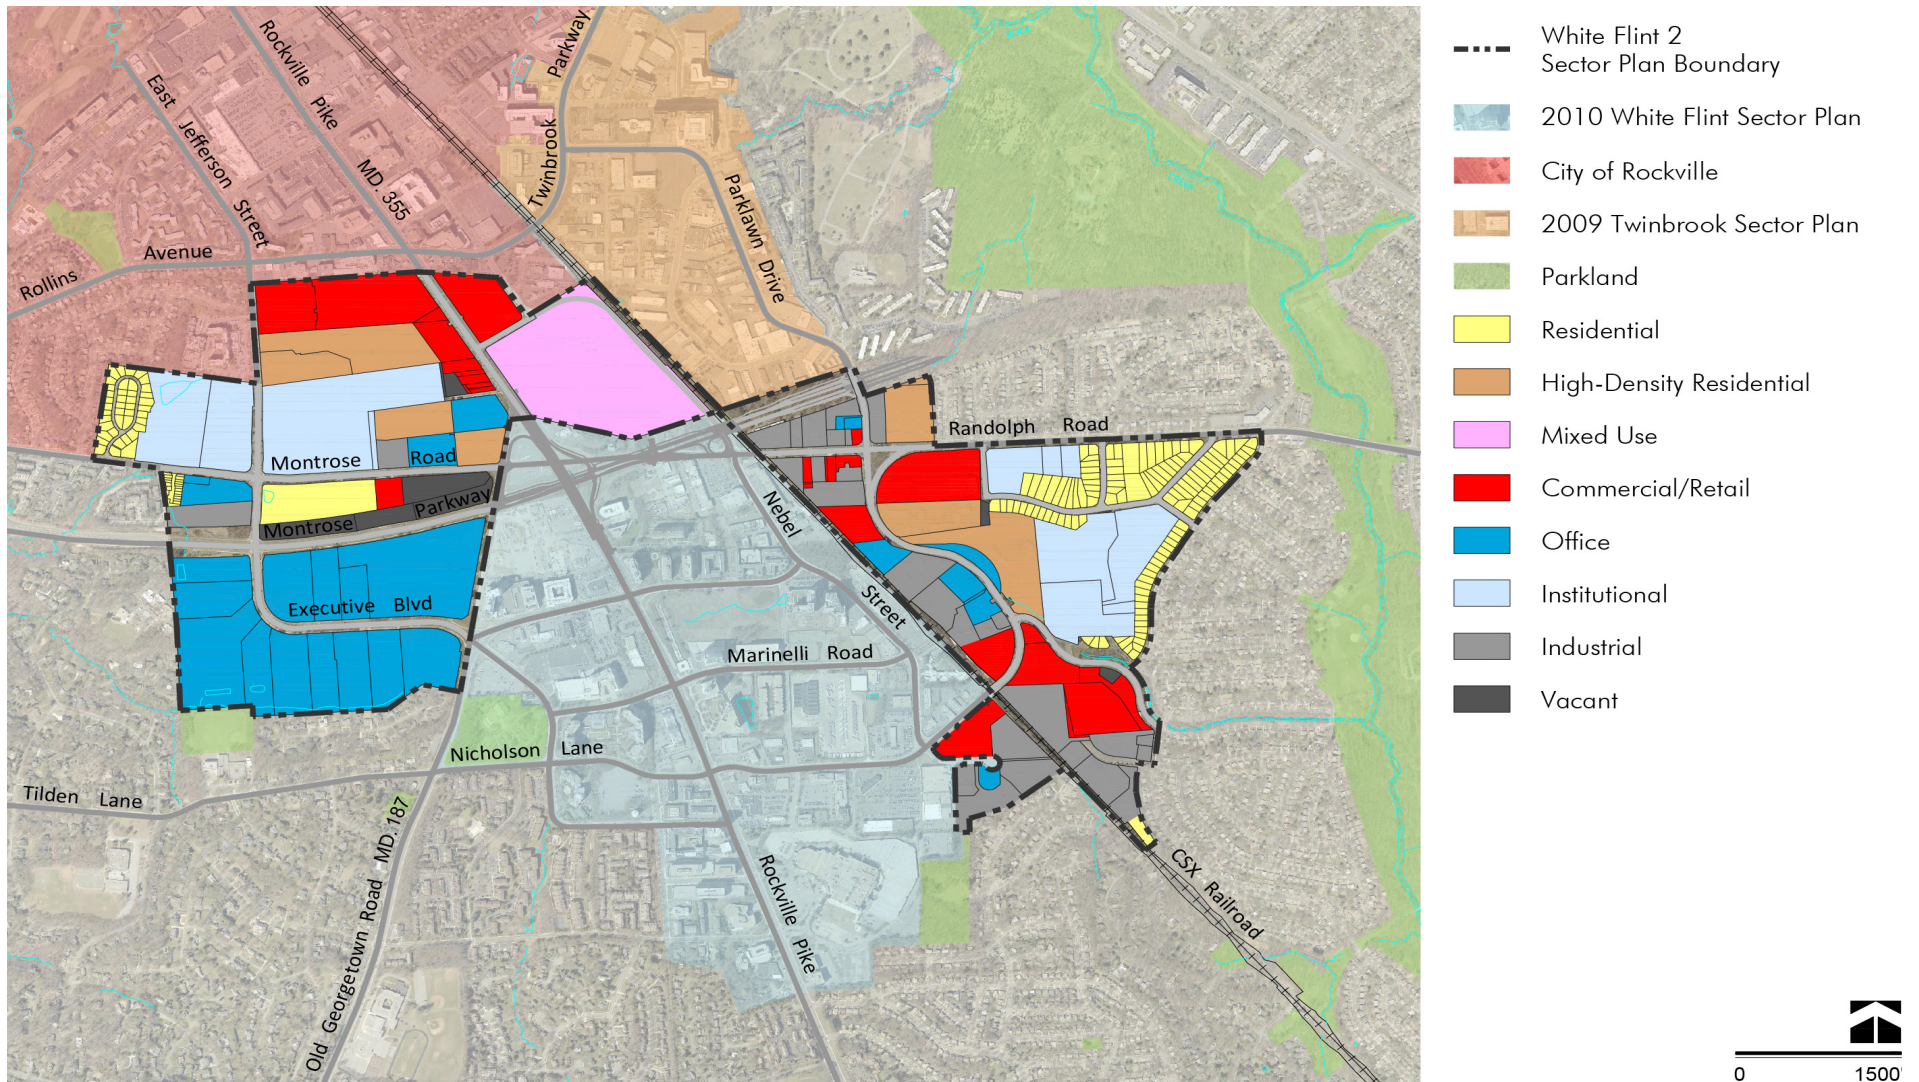 Rockville Pike
MD. 355
East Jefferson Street
Twinbrook Parkway
Parklawn Drive
Rollins Avenue
Randolph Road
Montrose Road
Montrose Parkway
Nebel Street
Executive Blvd
Marinelli Road
Nicholson Lane
Tilden Lane
Old Georgetown Road MD. 187
Rockville Pike
CSX Railroad
White Flint 2
Sector Plan Boundary
2010 White Flint Sector Plan
City of Rockville
2009 Twinbrook Sector Plan
Parkland
Residential
High-Density Residential
Mixed Use
Commercial/Retail
Office
Institutional
Industrial
Vacant
0 1500'